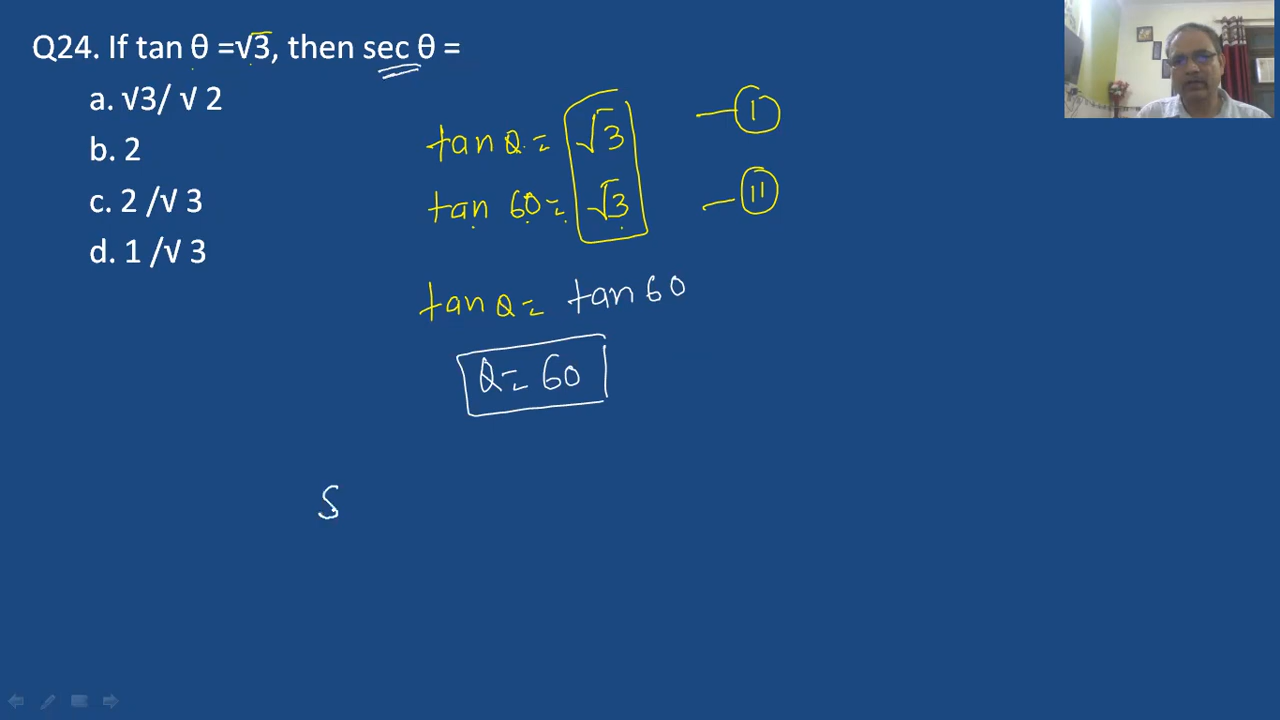 Q24. If tan θ =√3, then sec θ =
a. √3/ √ 2
b. 2
c. 2 /√ 3
d. 1 /√ 3
tan θ = √3 — I
tan 60 = √3 — II
tan θ = tan 60
θ = 60
S